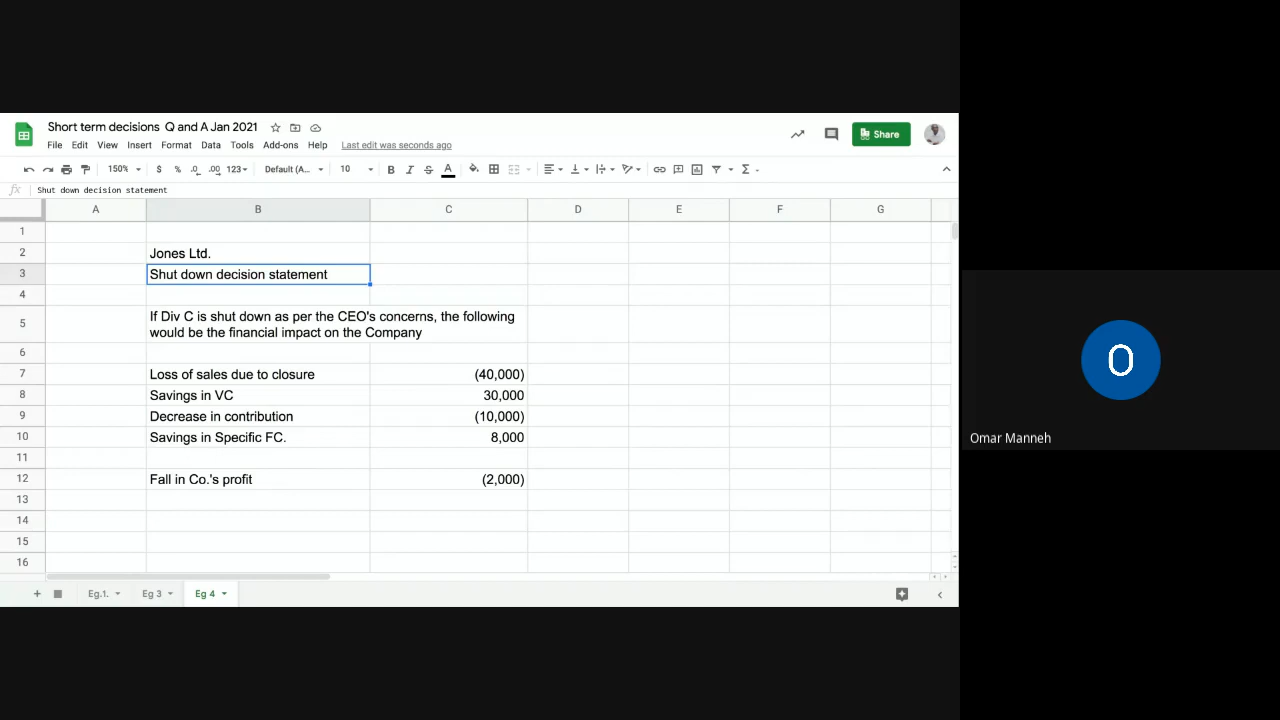 Short term decisions Q and A Jan 2021
File Edit View Insert Format Data Tools Add-ons Help Last edit was seconds ago
Share
150% $ % .0 .00 123 Default (A... 10 B I S A Σ
fx Shut down decision statement
A B C D E F G
1
2 Jones Ltd.
3 Shut down decision statement
4
If Div C is shut down as per the CEO's concerns, the following
5 would be the financial impact on the Company
6
7 Loss of sales due to closure (40,000)
8 Savings in VC 30,000
9 Decrease in contribution (10,000)
10 Savings in Specific FC. 8,000
11
12 Fall in Co.'s profit (2,000)
13
14
15
16
+ Eg.1. Eg 3 Eg 4
O
Omar Manneh